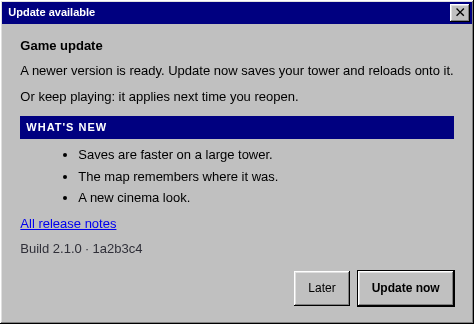 Update available
Game update
A newer version is ready. Update now saves your tower and reloads onto it.
Or keep playing: it applies next time you reopen.
WHAT'S NEW
• Saves are faster on a large tower.
• The map remembers where it was.
• A new cinema look.
All release notes
Build 2.1.0 · 1a2b3c4
Later
Update now